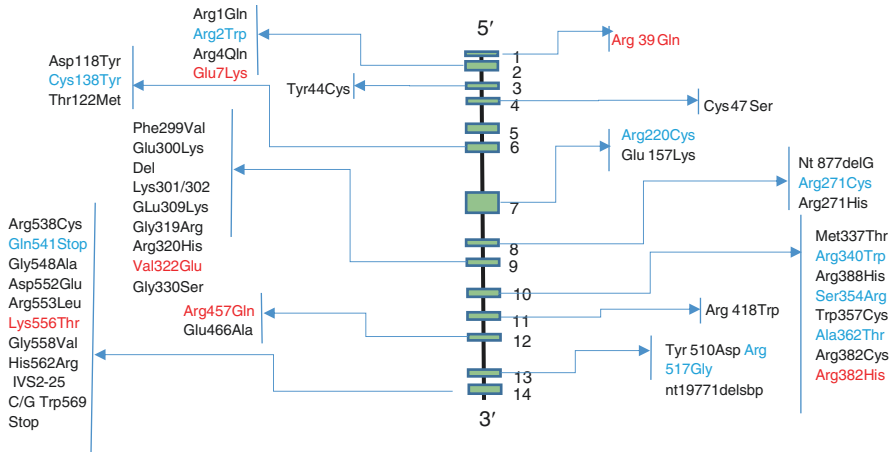 5'
Arg1Gln
Arg2Trp
Arg4Qln
Glu7Lys
Arg 39 Gln
Asp118Tyr
Cys138Tyr
Thr122Met
Tyr44Cys
Cys 47 Ser
Phe299Val
Glu300Lys
Del
Lys301/302
GLu309Lys
Gly319Arg
Arg320His
Val322Glu
Gly330Ser
Arg220Cys
Glu 157Lys
Nt 877delG
Arg271Cys
Arg271His
Arg538Cys
Gln541Stop
Gly548Ala
Asp552Glu
Arg553Leu
Lys556Thr
Gly558Val
His562Arg
IVS2-25
C/G Trp569
Stop
Arg457Gln
Glu466Ala
Met337Thr
Arg340Trp
Arg388His
Ser354Arg
Trp357Cys
Ala362Thr
Arg382Cys
Arg382His
Arg 418Trp
Tyr 510Asp Arg
517Gly
nt19771delsbp
1
2
3
4
5
6
7
8
9
10
11
12
13
14
3'